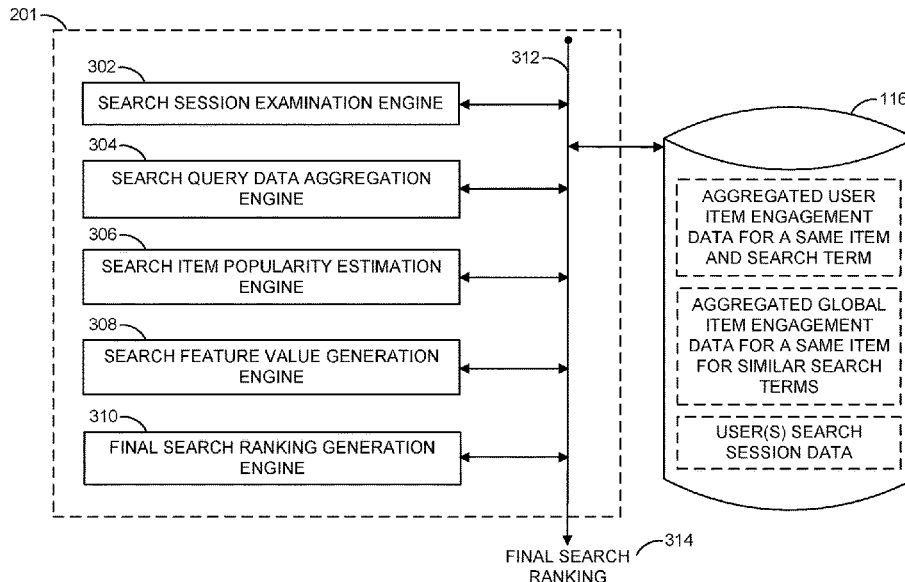 201
302
312
SEARCH SESSION EXAMINATION ENGINE
116
304
SEARCH QUERY DATA AGGREGATION
ENGINE
AGGREGATED USER
ITEM ENGAGEMENT
DATA FOR A SAME ITEM
AND SEARCH TERM
306
SEARCH ITEM POPULARITY ESTIMATION
ENGINE
308
SEARCH FEATURE VALUE GENERATION
ENGINE
AGGREGATED GLOBAL
ITEM ENGAGEMENT
DATA FOR A SAME ITEM
FOR SIMILAR SEARCH
TERMS
310
FINAL SEARCH RANKING GENERATION
ENGINE
USER(S) SEARCH
SESSION DATA
FINAL SEARCH
RANKING
314